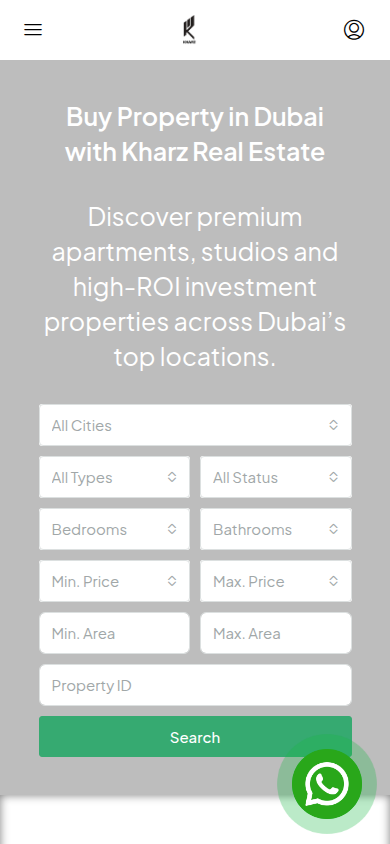 KHARZ
Buy Property in Dubai
with Kharz Real Estate
Discover premium
apartments, studios and
high-ROI investment
properties across Dubai’s
top locations.
All Cities
All Types
All Status
Bedrooms
Bathrooms
Min. Price
Max. Price
Min. Area
Max. Area
Property ID
Search